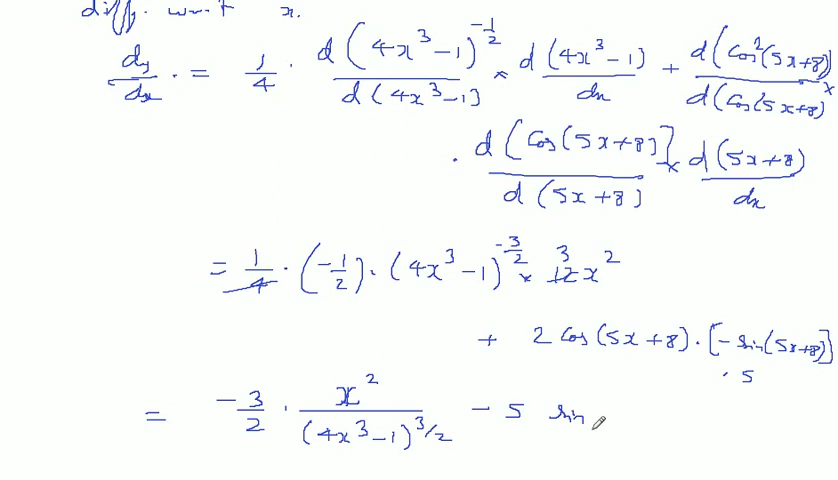 diff. w.r.t x.
dy/dx = 1/4 · d(4x³−1)^(-1/2) / d(4x³−1) × d(4x³−1)/dx + d(Cos²(5x+8)) / d(Cos(5x+8) ×
· d[Cos(5x+8)] / d(5x+8) × d(5x+8)/dx
= 1/4 · (−1/2) · (4x³−1)^(-3/2) × 3 12x²
+ 2 Cos(5x+8) · [−sin(5x+8)]
· 5
= −3/2 · x² / (4x³−1)^(3/2) − 5 sin